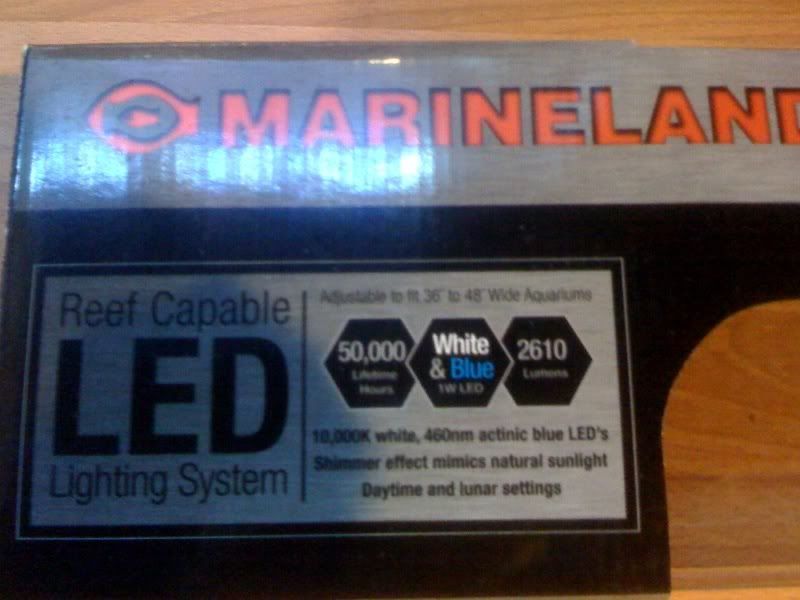 MARINELAND
Reef Capable
LED
Lighting System
Adjustable to fit 36" to 48" Wide Aquariums
50,000
Lifetime
Hours
White
& Blue
1W LED
2610
Lumens
10,000K white, 460nm actinic blue LED's
Shimmer effect mimics natural sunlight
Daytime and lunar settings